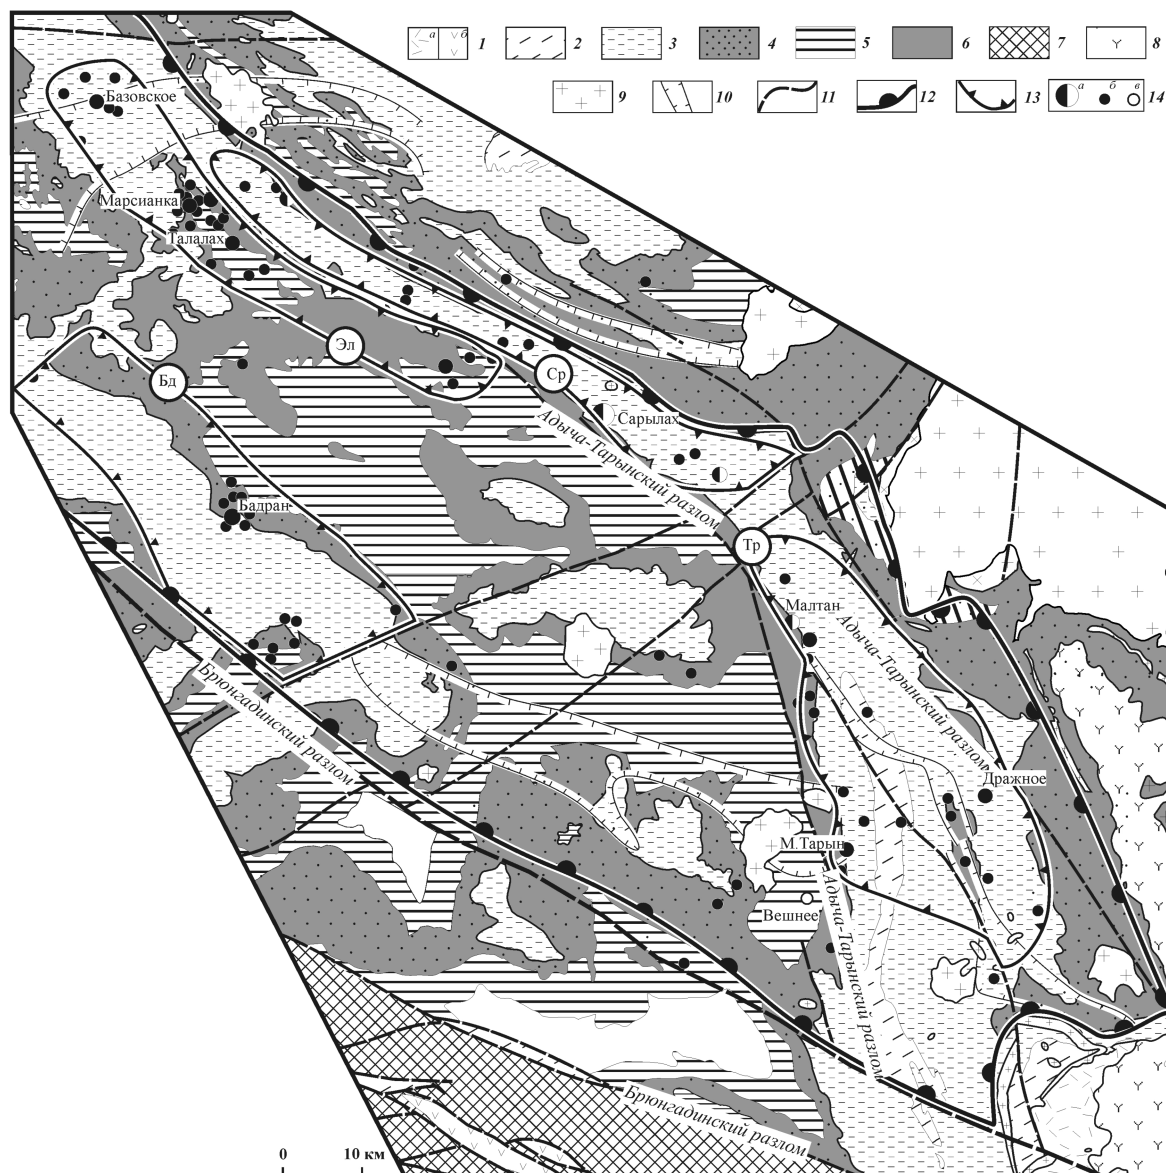 а б 1 2 3 4 5 6 7 8
9 10 11 12 13 а б в 14
Базовское
Марсианка
Талалах
Эл
Ср
Бд
Сарылах
Адыча-Тарынский разлом
Бадран
Тр
Малтан
Адыча-Тарынский разлом
Брюнгадинский разлом
Дражное
М.Тарын
Вешнее
Адыча-Тарынский разлом
Брюнгадинский разлом
0 10 км